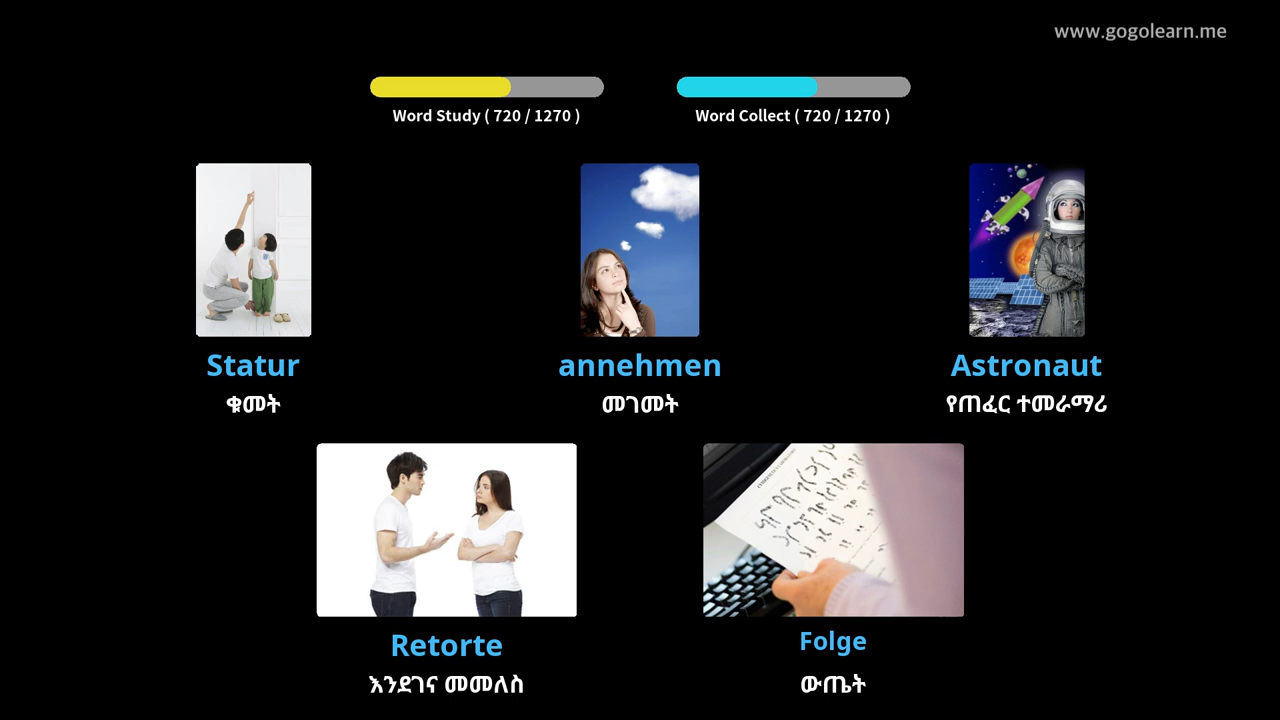 www.gogolearn.me
Word Study ( 720 / 1270 )
Word Collect ( 720 / 1270 )
Statur
ቁመት
annehmen
መገመት
Astronaut
የጠፈር ተመራማሪ
Retorte
እንደገና መመለስ
Folge
ውጤት